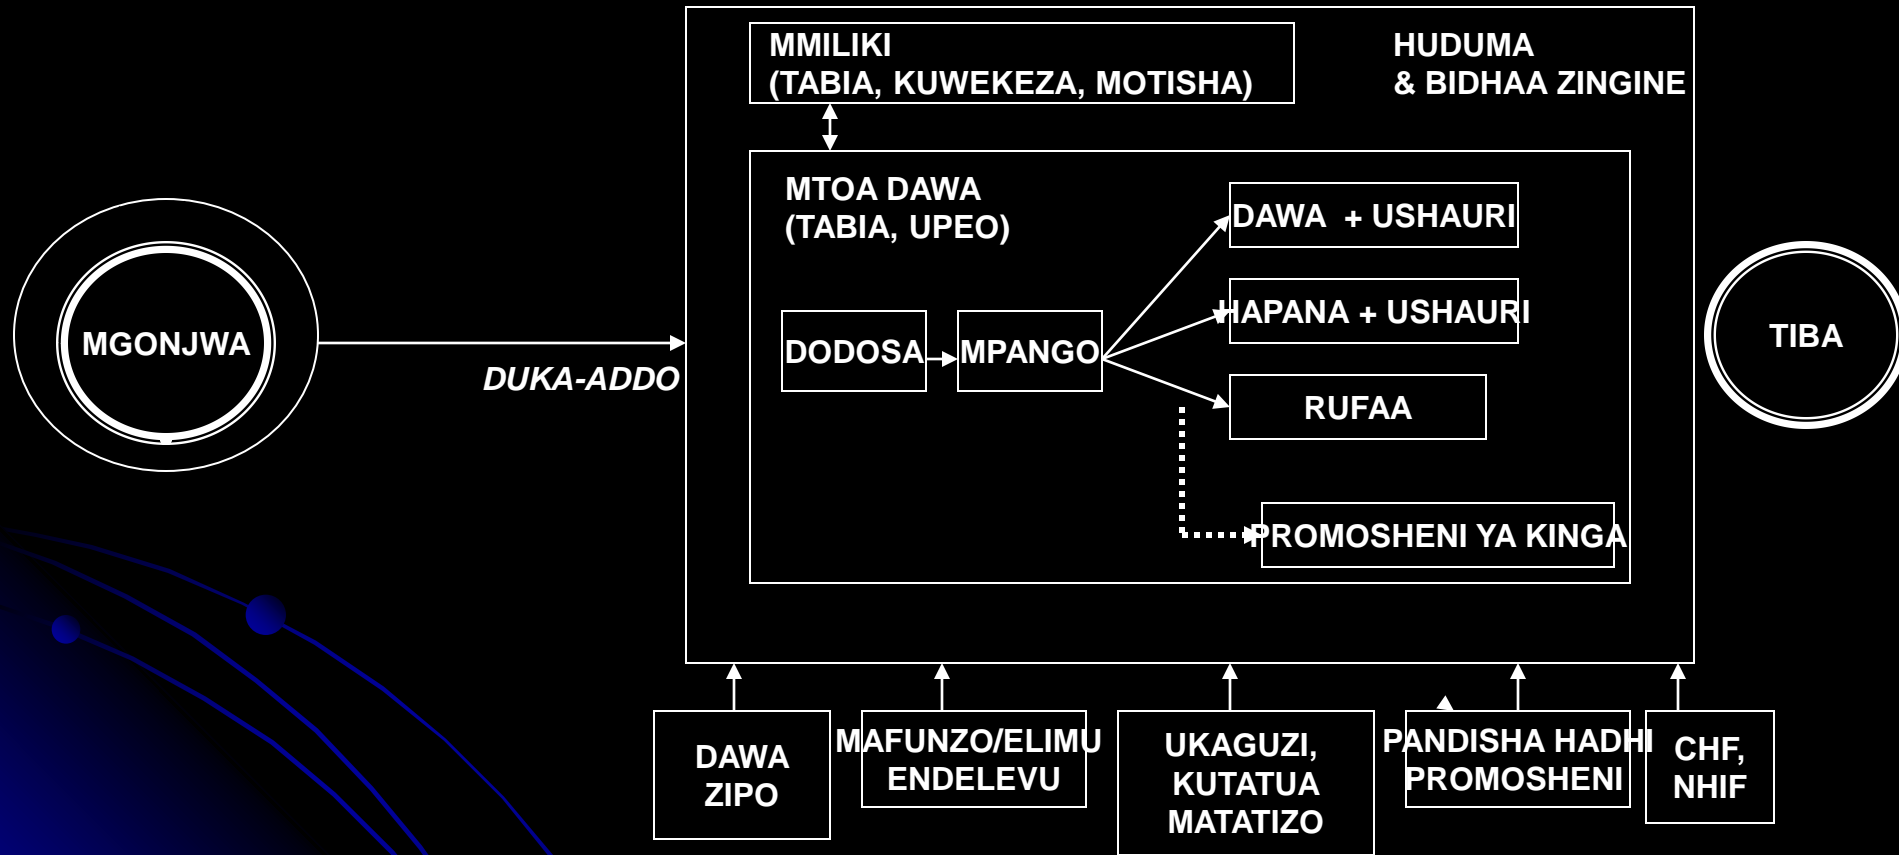 MMILIKI
(TABIA, KUWEKEZA, MOTISHA)
HUDUMA
& BIDHAA ZINGINE
MTOA DAWA
(TABIA, UPEO)
DAWA + USHAURI
HAPANA + USHAURI
RUFAA
DODOSA
MPANGO
PROMOSHENI YA KINGA
MGONJWA
DUKA-ADDO
TIBA
DAWA
ZIPO
MAFUNZO/ELIMU
ENDELEVU
UKAGUZI,
KUTATUA
MATATIZO
PANDISHA HADHI
PROMOSHENI
CHF,
NHIF